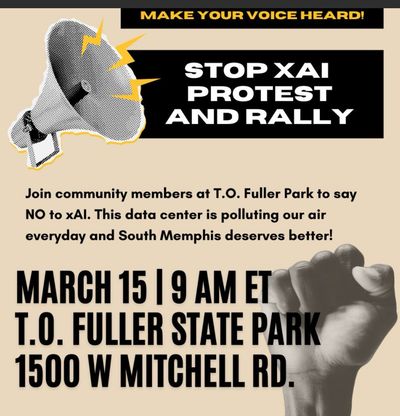 MAKE YOUR VOICE HEARD!
STOP XAI
PROTEST
AND RALLY
Join community members at T.O. Fuller Park to say
NO to xAI. This data center is polluting our air
everyday and South Memphis deserves better!
MARCH 15 | 9 AM ET
T.O. FULLER STATE PARK
1500 W MITCHELL RD.